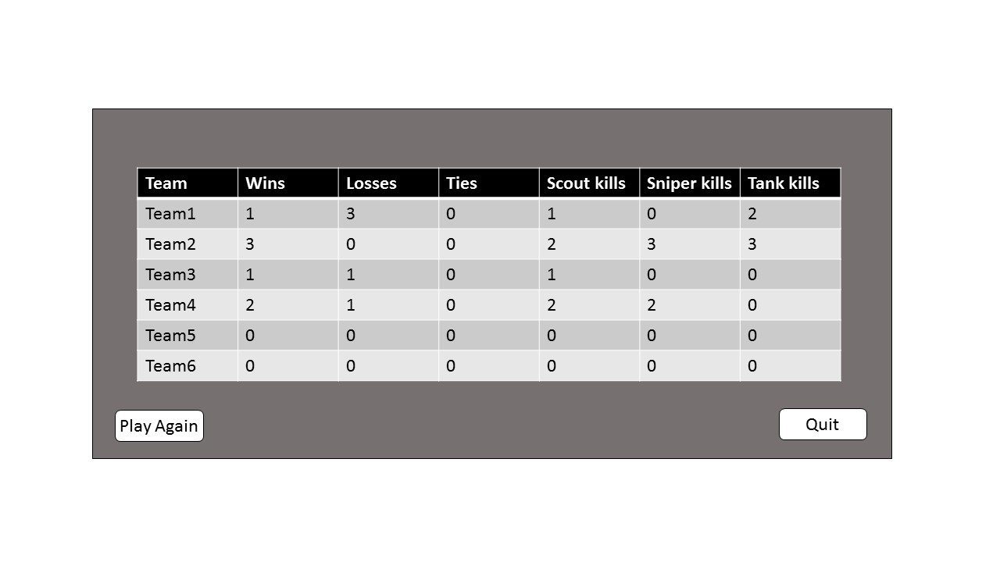 Team Wins Losses Ties Scout kills Sniper kills Tank kills
Team1 1 3 0 1 0 2
Team2 3 0 0 2 3 3
Team3 1 1 0 1 0 0
Team4 2 1 0 2 2 0
Team5 0 0 0 0 0 0
Team6 0 0 0 0 0 0
Play Again Quit